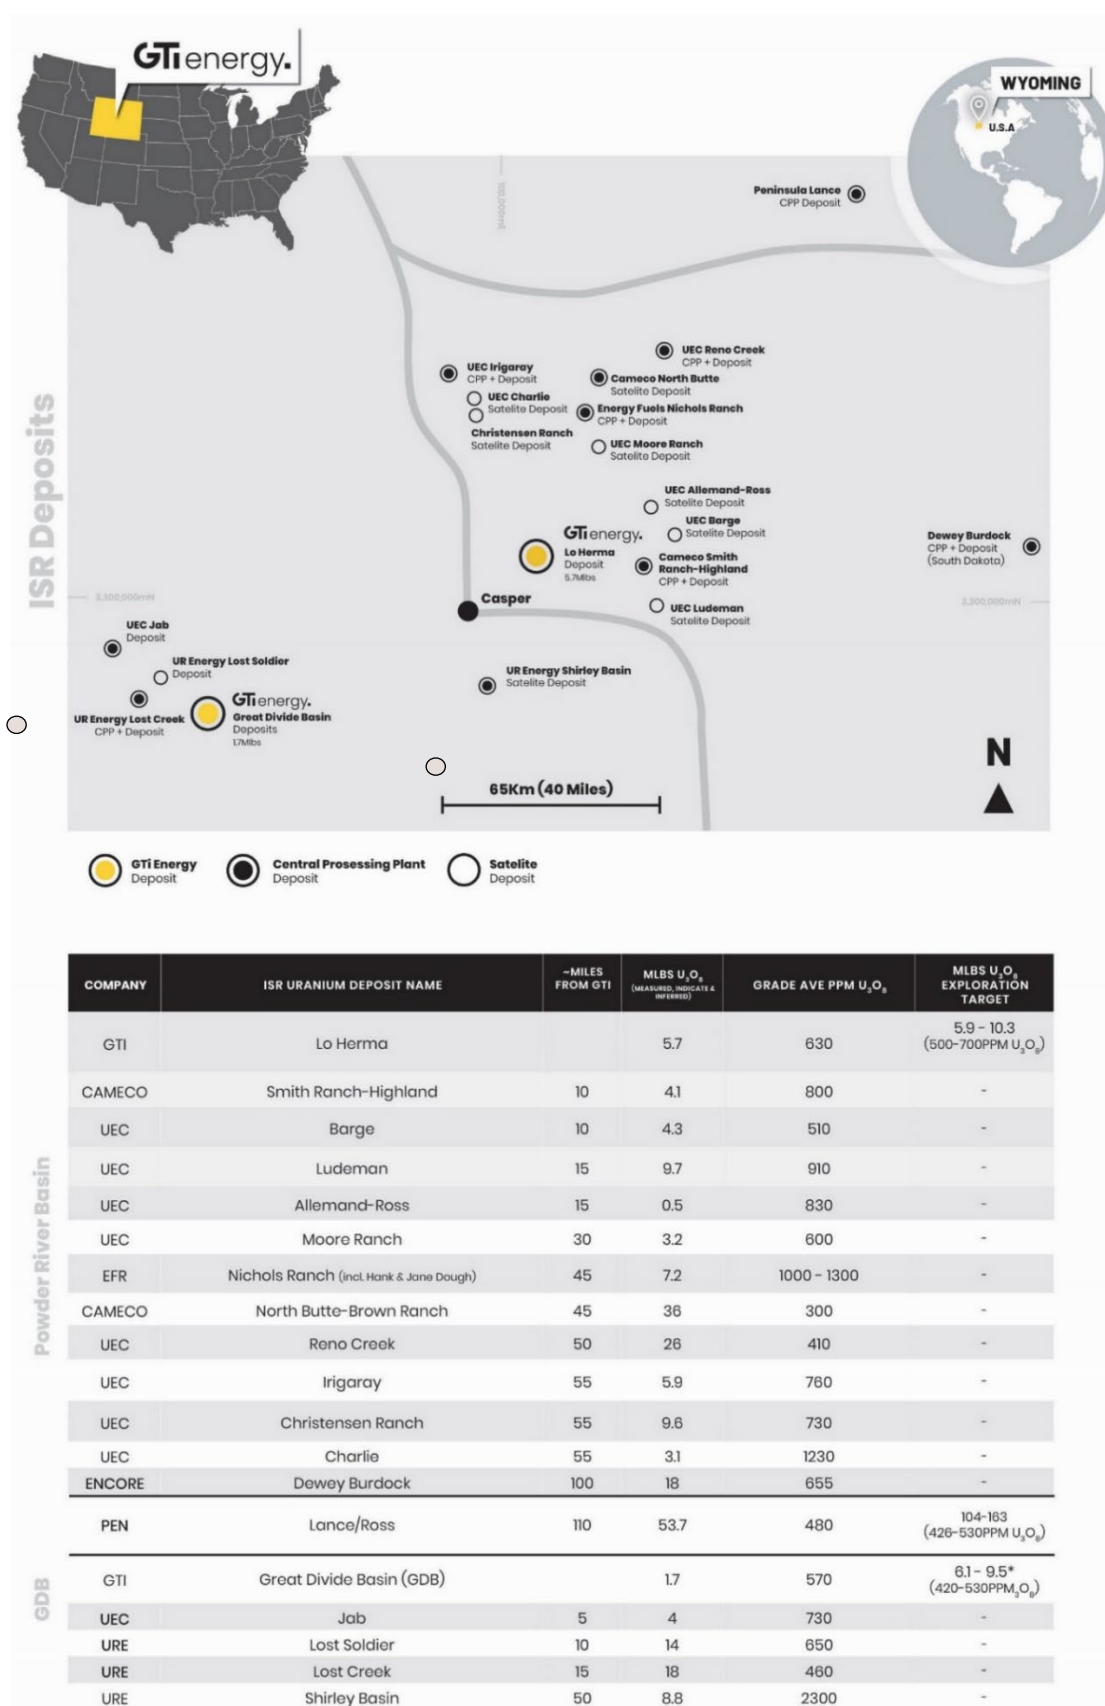 GTi energy.
WYOMING
U.S.A
Peninsula Lance
CPP Deposit
UEC Reno Creek
CPP + Deposit
UEC Irigaray
CPP + Deposit
Cameco North Butte
Satellite Deposit
UEC Charlie
Satelite Deposit
Energy Fuels Nichols Ranch
CPP + Deposit
Christensen Ranch
Satelite Deposit
UEC Moore Ranch
Satellite Deposit
ISR Deposits
UEC Allemand-Ross
Satellite Deposit
UEC Barge
Satellite Deposit
GTi energy.
Lo Herma
Deposit
5.7Mlbs
Dewey Burdock
CPP + Deposit
(South Dakota)
Cameco Smith
Ranch-Highland
CPP + Deposit
Casper
UEC Ludeman
Satellite Deposit
UEC Jab
Deposit
UR Energy Lost Soldier
Deposit
UR Energy Shirley Basin
Satellite Deposit
GTi energy.
Great Divide Basin
Deposits
1.7Mlbs
UR Energy Lost Creek
CPP + Deposit
N
65Km (40 Miles)
GTi Energy
Deposit
Central Prosessing Plant
Deposit
Satelite
Deposit
COMPANY ISR URANIUM DEPOSIT NAME ~MILES FROM GTI MLBS U₃O₈ (MEASURED, INDICATE & INFERRED) GRADE AVE PPM U₃O₈ MLBS U₃O₈ EXPLORATION TARGET
GTI Lo Herma 5.7 630 5.9 - 10.3 (500-700PPM U₃O₈)
CAMECO Smith Ranch-Highland 10 4.1 800 -
UEC Barge 10 4.3 510 -
UEC Ludeman 15 9.7 910 -
UEC Allemand-Ross 15 0.5 830 -
UEC Moore Ranch 30 3.2 600 -
EFR Nichols Ranch (incl. Hank & Jane Dough) 45 7.2 1000 - 1300 -
CAMECO North Butte-Brown Ranch 45 36 300 -
UEC Reno Creek 50 26 410 -
UEC Irigaray 55 5.9 760 -
UEC Christensen Ranch 55 9.6 730 -
UEC Charlie 55 3.1 1230 -
ENCORE Dewey Burdock 100 18 655 -
Powder River Basin
PEN Lance/Ross 110 53.7 480 104-163 (426-530PPM U₃O₈)
GTI Great Divide Basin (GDB) 1.7 570 6.1 - 9.5* (420-530PPM₃O₈)
UEC Jab 5 4 730 -
URE Lost Soldier 10 14 650 -
URE Lost Creek 15 18 460 -
URE Shirley Basin 50 8.8 2300
GDB